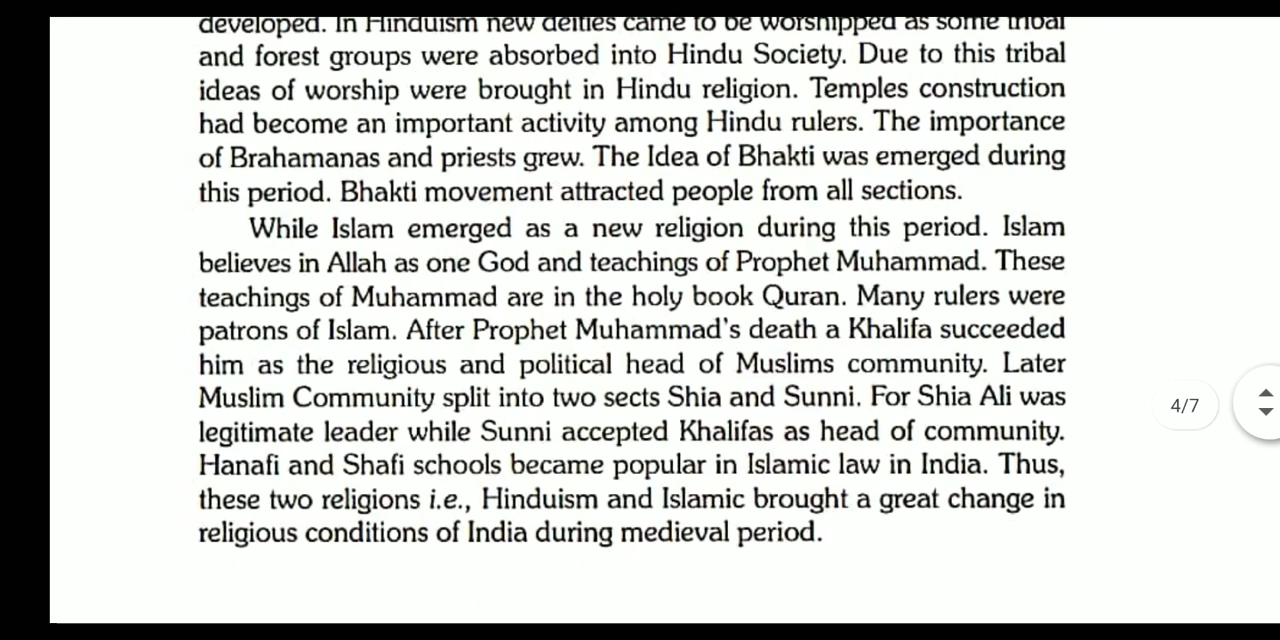 developed. In Hinduism new deities came to be worshipped as some tribal
and forest groups were absorbed into Hindu Society. Due to this tribal
ideas of worship were brought in Hindu religion. Temples construction
had become an important activity among Hindu rulers. The importance
of Brahamanas and priests grew. The Idea of Bhakti was emerged during
this period. Bhakti movement attracted people from all sections.
While Islam emerged as a new religion during this period. Islam
believes in Allah as one God and teachings of Prophet Muhammad. These
teachings of Muhammad are in the holy book Quran. Many rulers were
patrons of Islam. After Prophet Muhammad's death a Khalifa succeeded
him as the religious and political head of Muslims community. Later
Muslim Community split into two sects Shia and Sunni. For Shia Ali was
legitimate leader while Sunni accepted Khalifas as head of community.
Hanafi and Shafi schools became popular in Islamic law in India. Thus,
these two religions i.e., Hinduism and Islamic brought a great change in
religious conditions of India during medieval period.
4/7